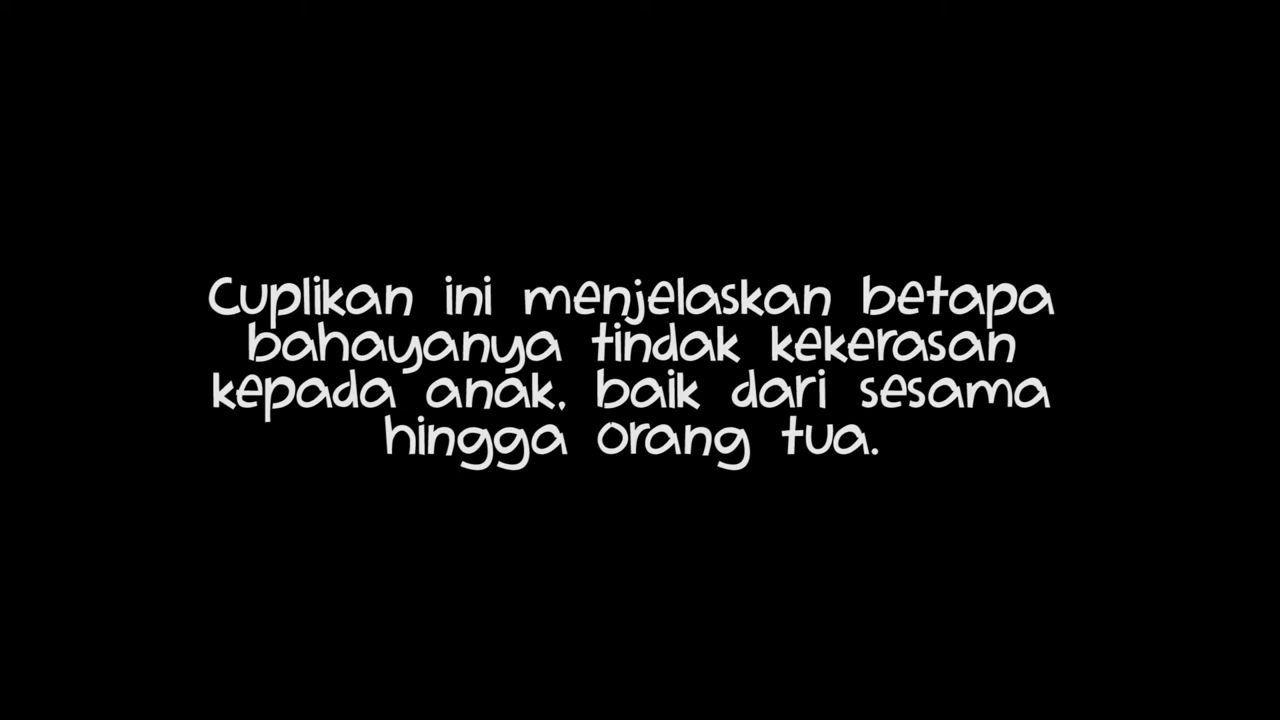 Cuplikan ini menjelaskan betapa
bahayanya tindak kekerasan
kepada anak, baik dari sesama
hingga orang tua.